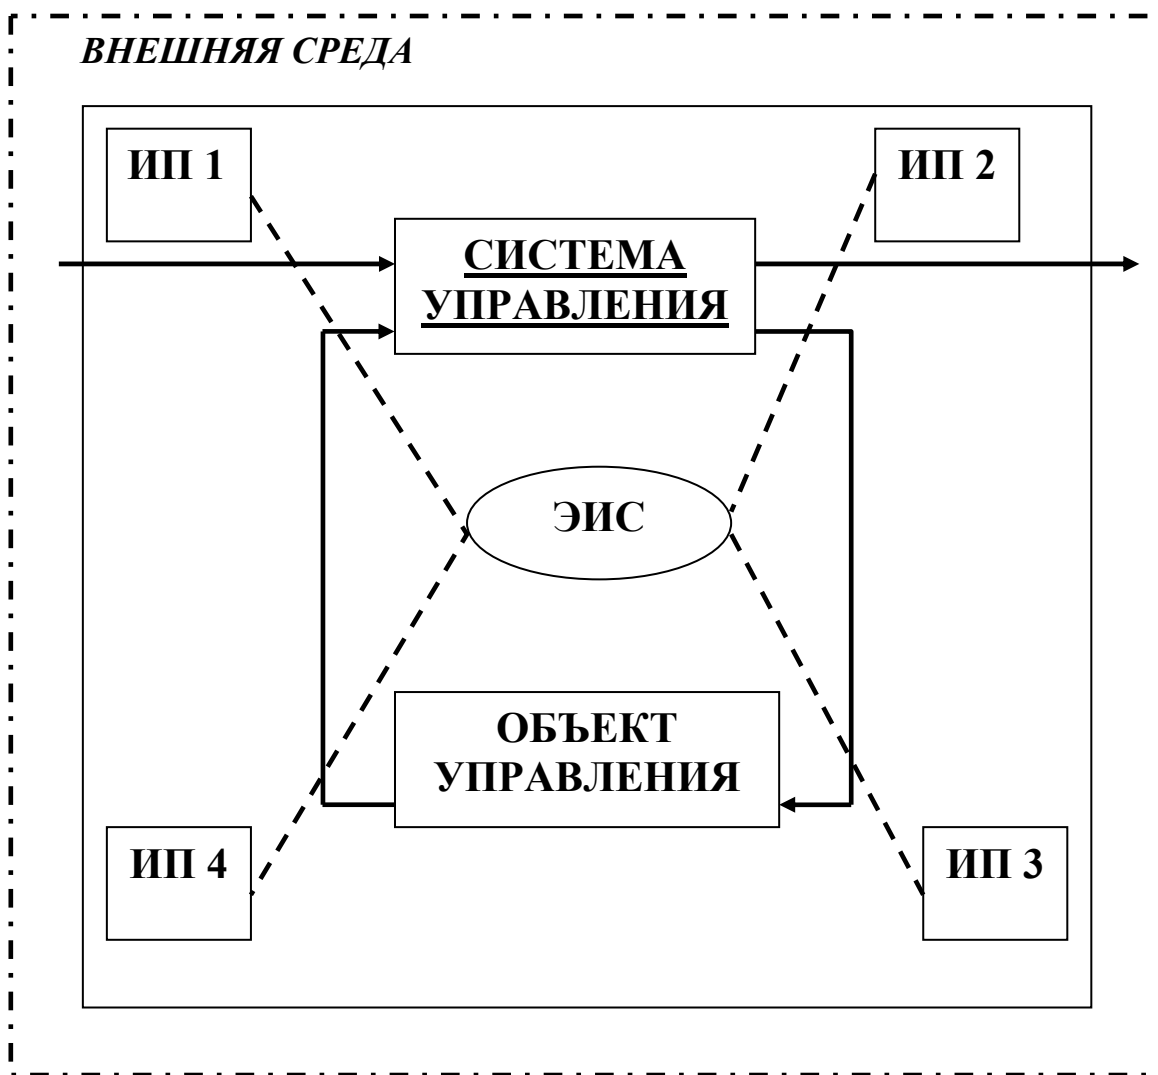 ВНЕШНЯЯ СРЕДА
ИП 1
ИП 2
СИСТЕМА
УПРАВЛЕНИЯ
ЭИС
ОБЪЕКТ
УПРАВЛЕНИЯ
ИП 4
ИП 3